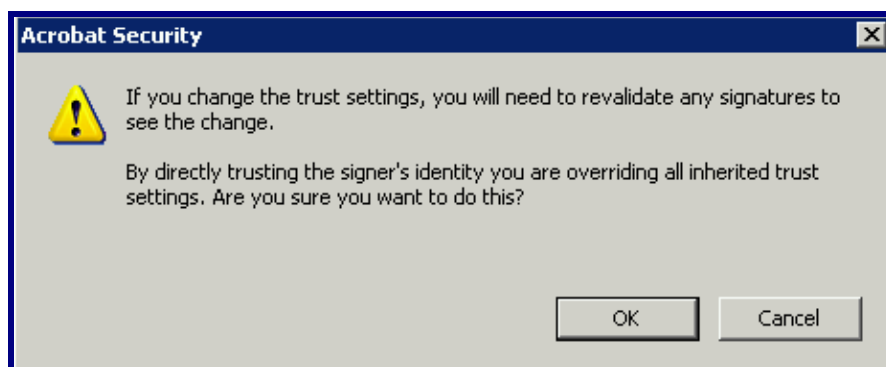 Acrobat Security
If you change the trust settings, you will need to revalidate any signatures to
see the change.
By directly trusting the signer's identity you are overriding all inherited trust
settings. Are you sure you want to do this?
OK
Cancel